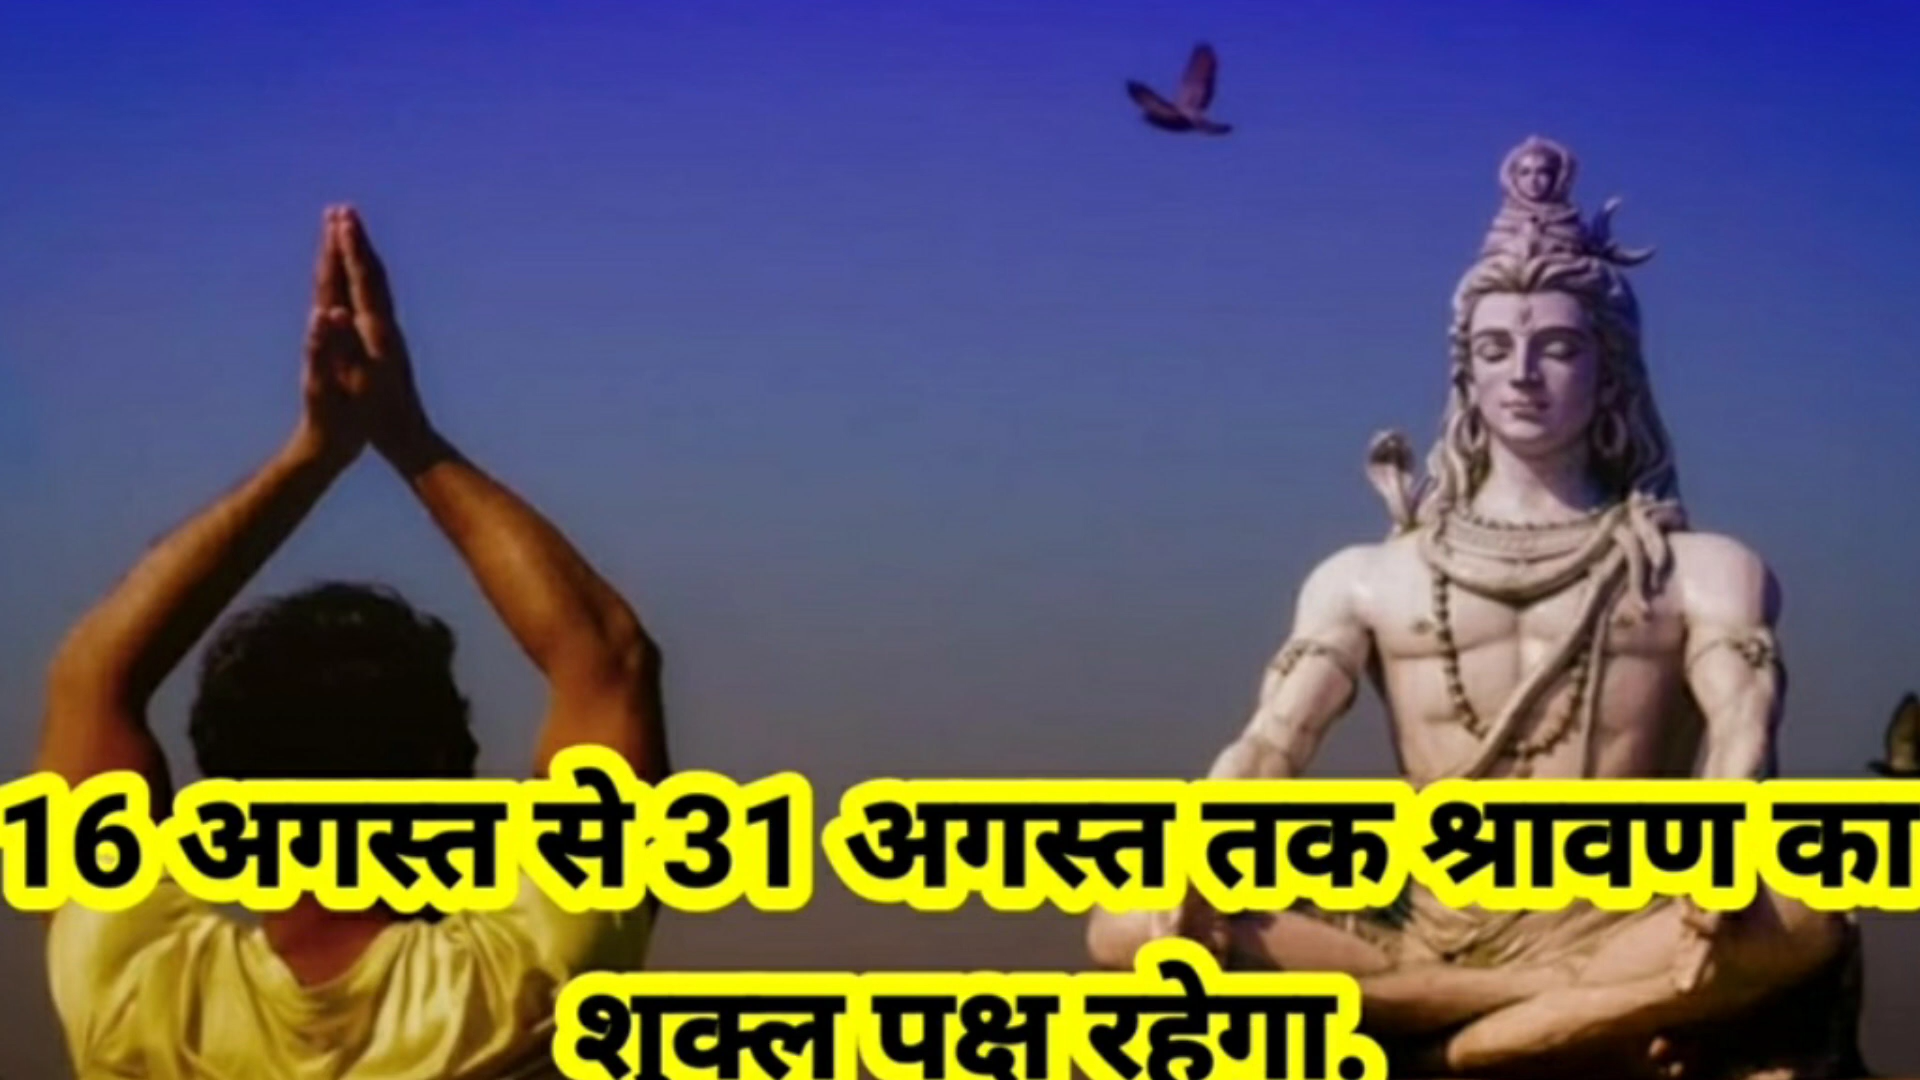 16 अगस्त से 31 अगस्त तक श्रावण का
शुक्ल पक्ष रहेगा.